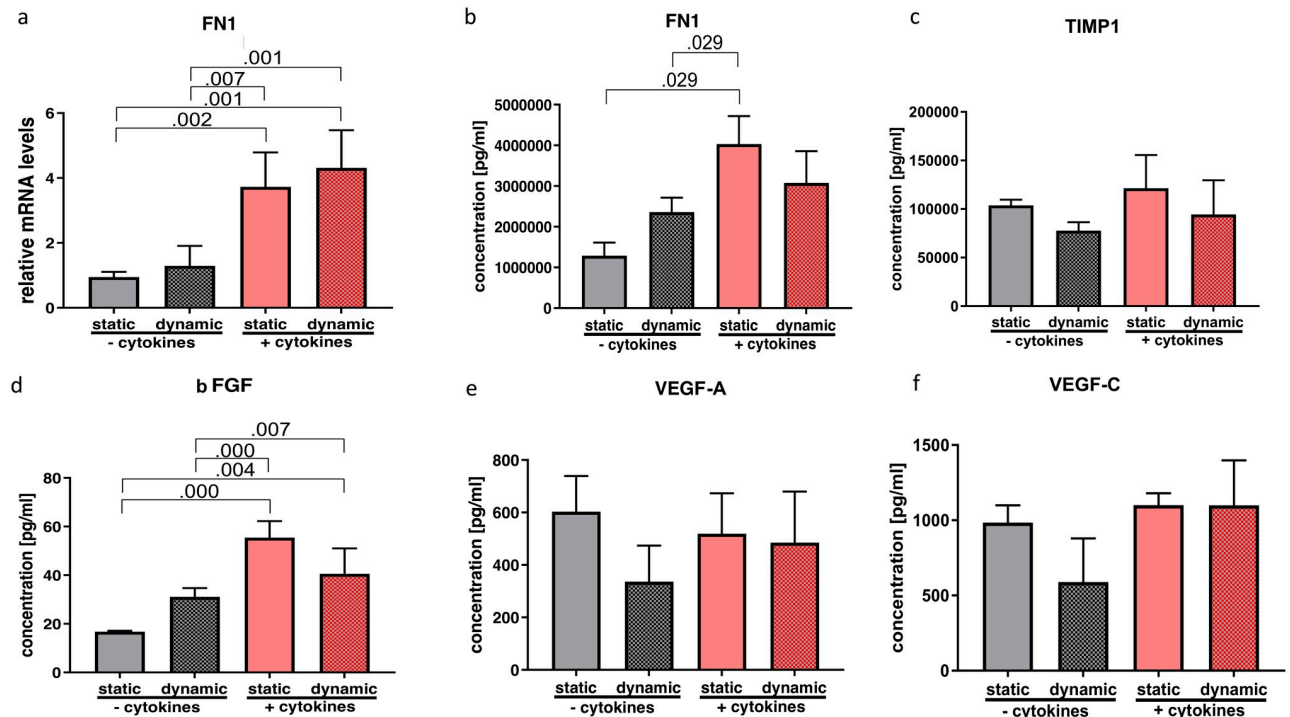 a
FN1
.001
.007
.001
.002
relative mRNA levels
6
4
2
0
static dynamic static dynamic
- cytokines + cytokines
b
FN1
.029
.029
concentration [pg/ml]
5000000
4000000
3000000
2000000
1000000
0
static dynamic static dynamic
- cytokines + cytokines
c
TIMP1
concentration [pg/ml]
200000
150000
100000
50000
0
static dynamic static dynamic
- cytokines + cytokines
d
b FGF
.007
.000
.004
.000
concentration [pg/ml]
80
60
40
20
0
static dynamic static dynamic
- cytokines + cytokines
e
VEGF-A
concentration [pg/ml]
800
600
400
200
0
static dynamic static dynamic
- cytokines + cytokines
f
VEGF-C
concentration [pg/ml]
1500
1000
500
0
static dynamic static dynamic
- cytokines + cytokines